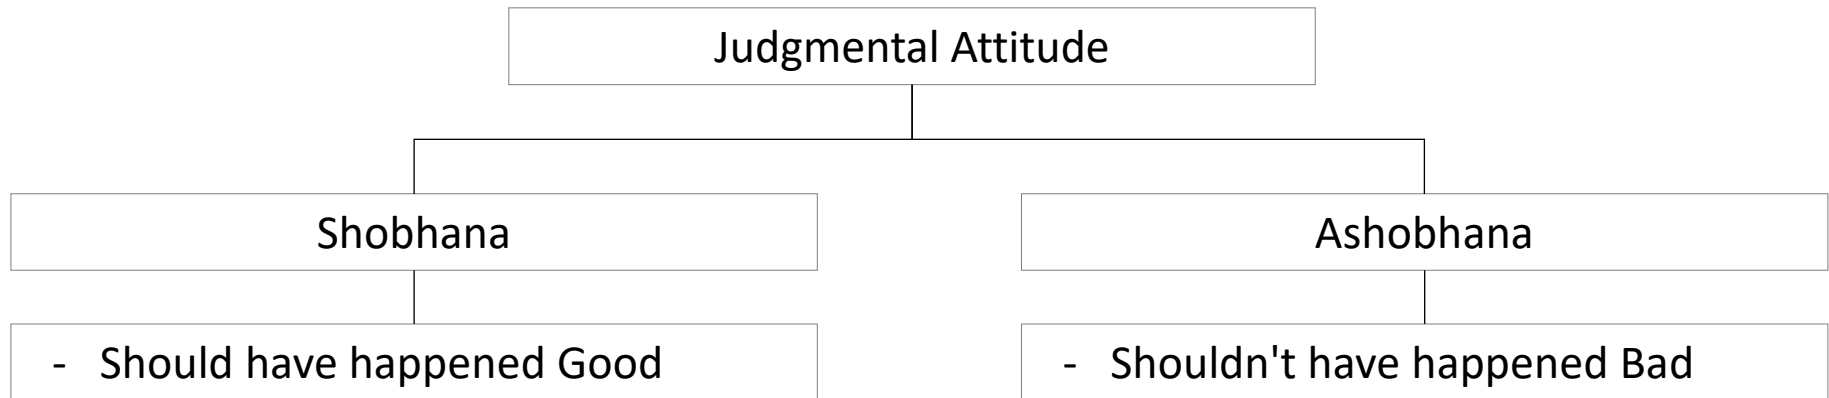 Judgmental Attitude
Shobhana
Ashobhana
- Should have happened Good
- Shouldn't have happened Bad